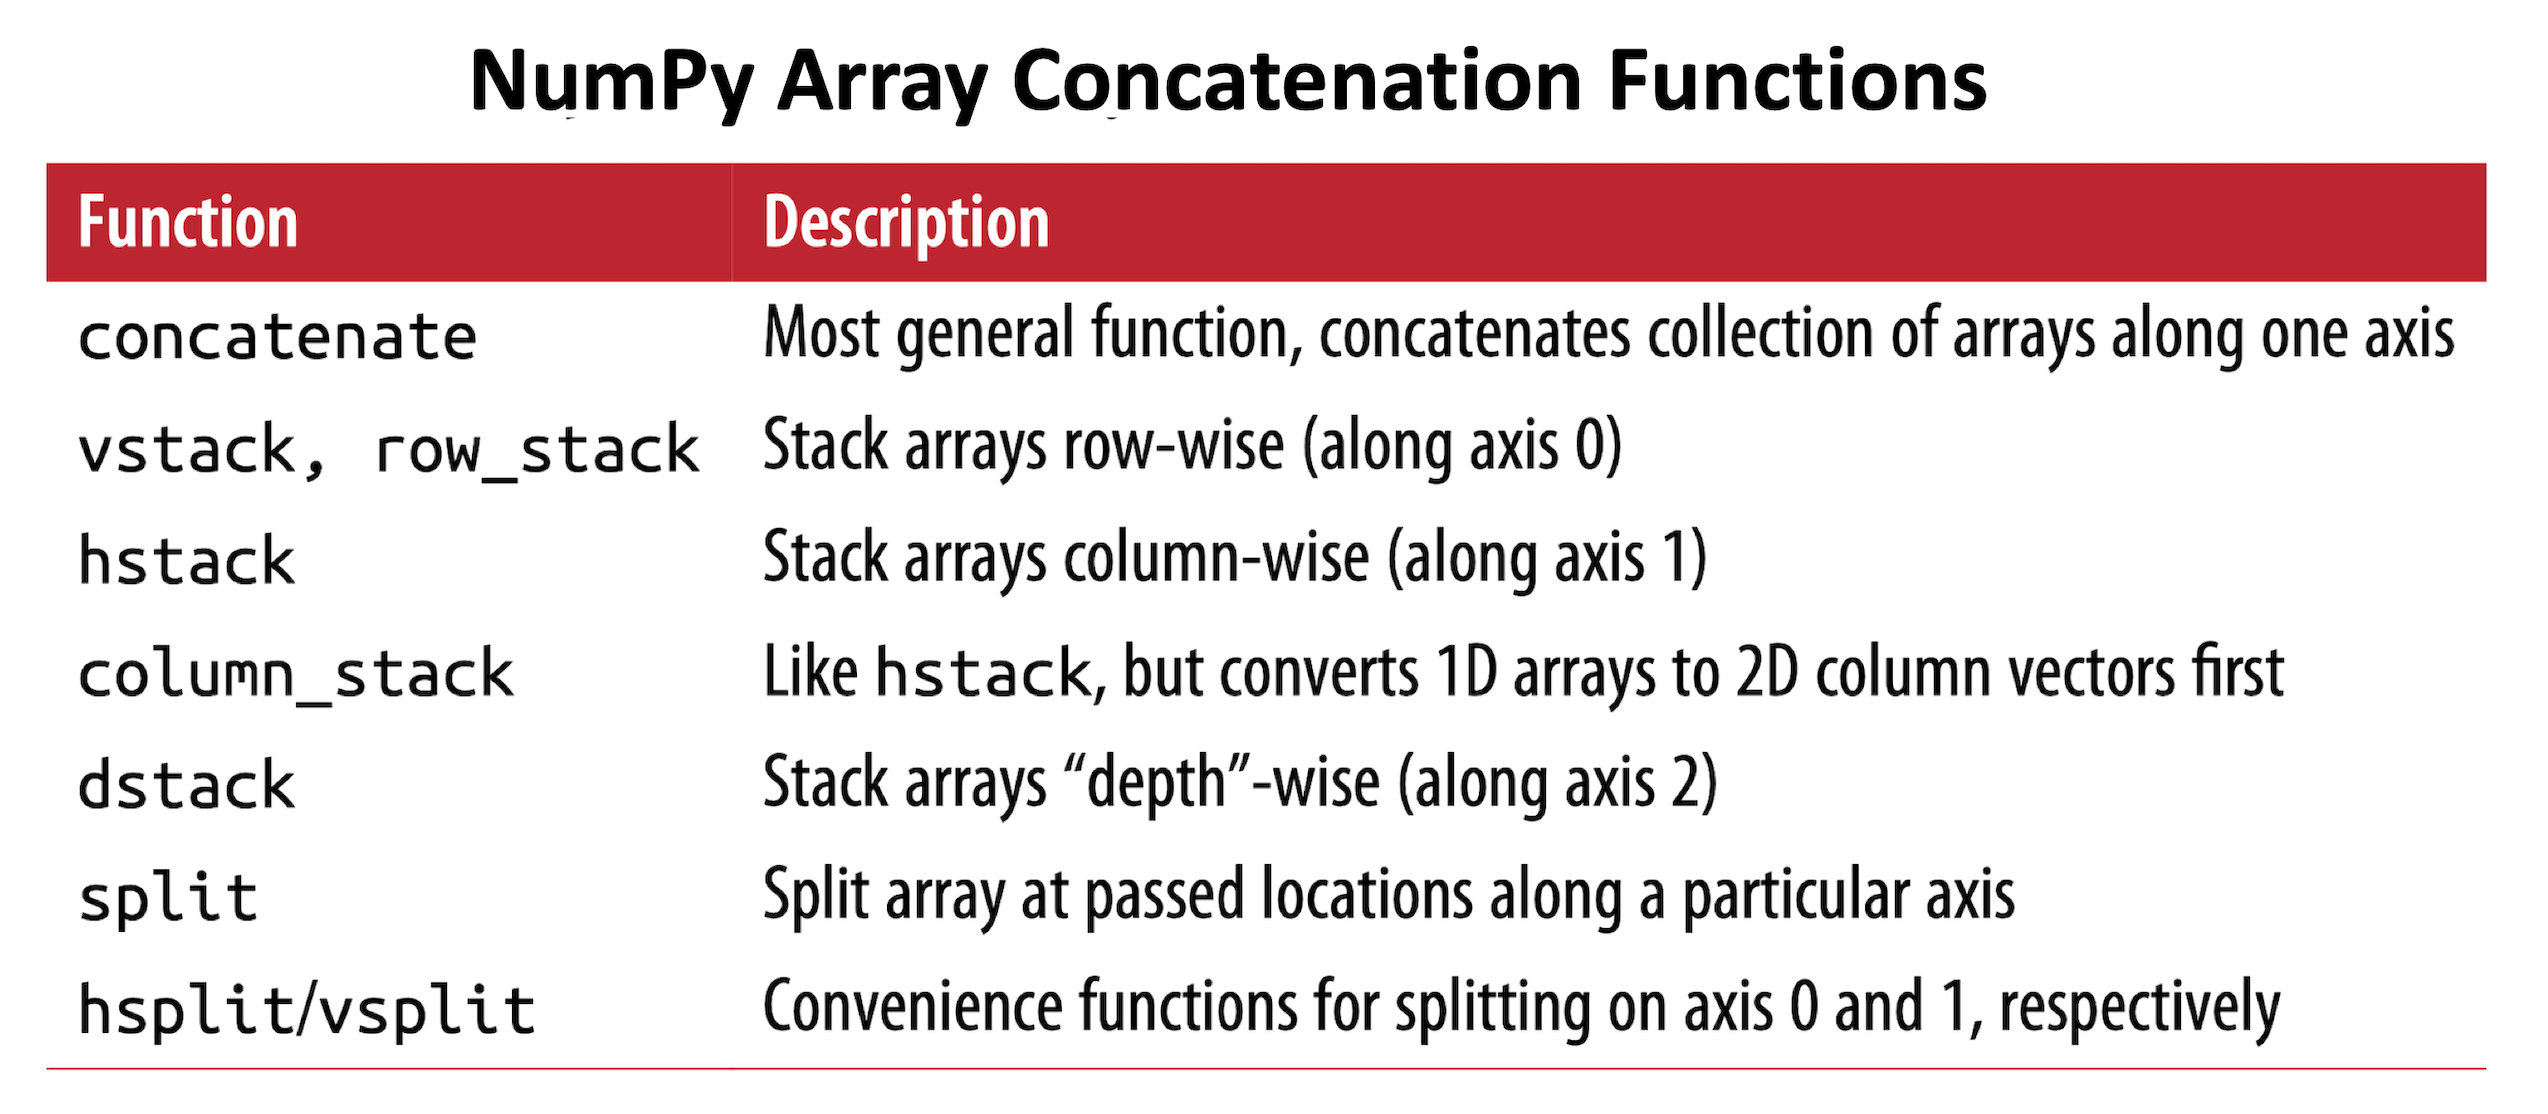 NumPy Array Concatenation Functions
Function Description
concatenate Most general function, concatenates collection of arrays along one axis
vstack, row_stack Stack arrays row-wise (along axis 0)
hstack Stack arrays column-wise (along axis 1)
column_stack Like hstack, but converts 1D arrays to 2D column vectors first
dstack Stack arrays “depth”-wise (along axis 2)
split Split array at passed locations along a particular axis
hsplit/vsplit Convenience functions for splitting on axis 0 and 1, respectively